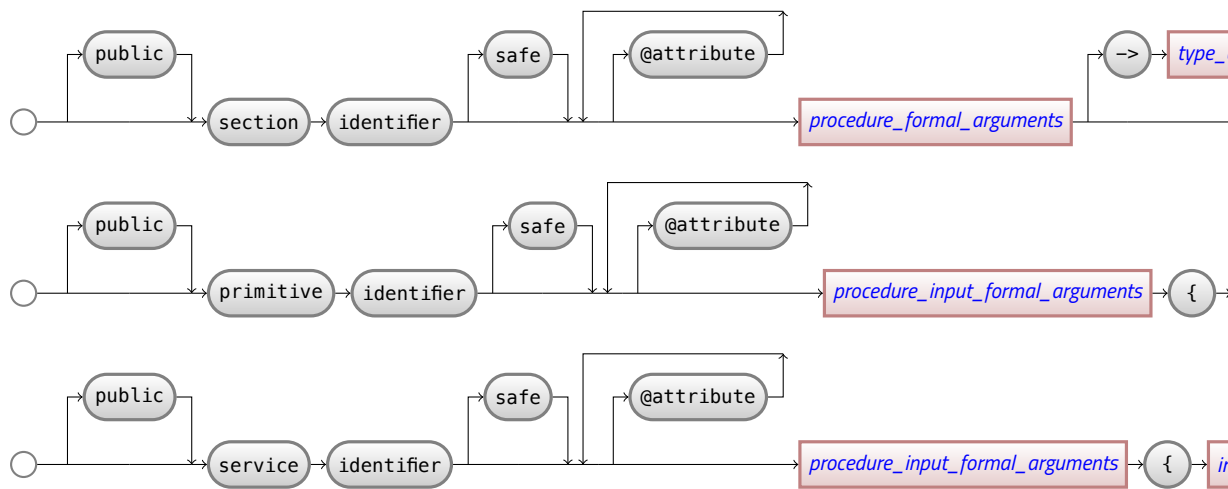 public safe @attribute -> type_
section identifier procedure_formal_arguments
public safe @attribute
primitive identifier procedure_input_formal_arguments {
public safe @attribute
service identifier procedure_input_formal_arguments {